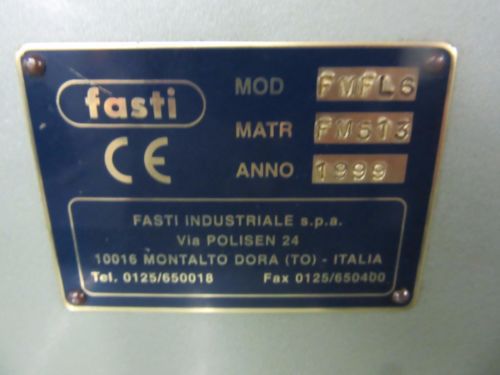 fasti
CE
MOD FMFL6
MATR FM513
ANNO 1999
FASTI INDUSTRIALE s.p.a.
Via POLISEN 24
10016 MONTALTO DORA (TO) - ITALIA
Tel. 0125/650018 Fax 0125/650400